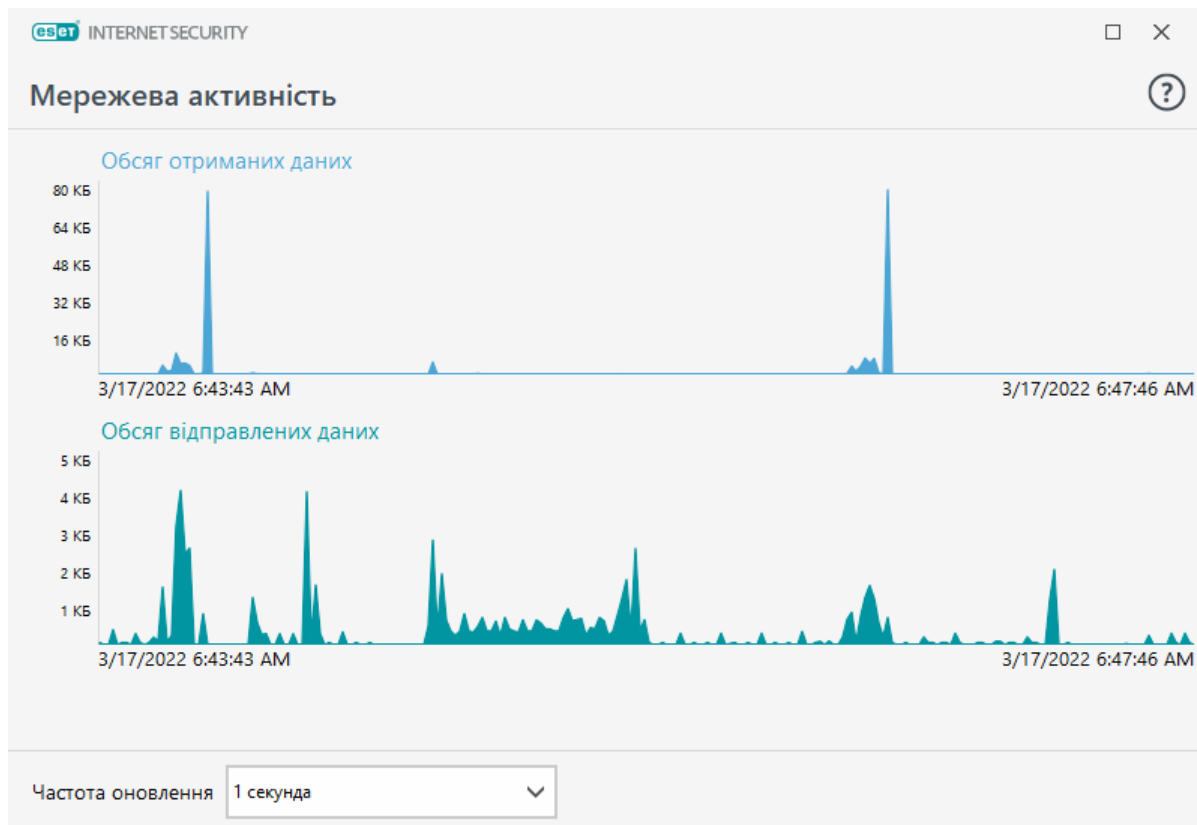 eset INTERNET SECURITY
Мережева активність
?
Обсяг отриманих даних
80 КБ
64 КБ
48 КБ
32 КБ
16 КБ
3/17/2022 6:43:43 AM 3/17/2022 6:47:46 AM
Обсяг відправлених даних
5 КБ
4 КБ
3 КБ
2 КБ
1 КБ
3/17/2022 6:43:43 AM 3/17/2022 6:47:46 AM
Частота оновлення 1 секунда